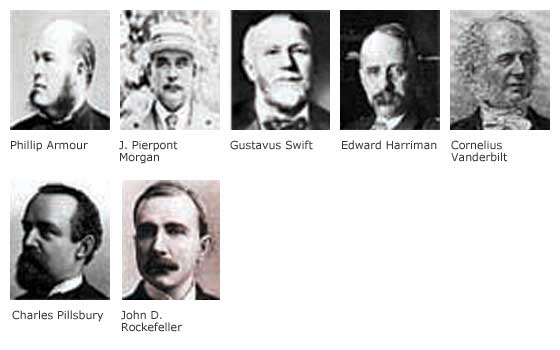 Phillip Armour
J. Pierpont
Morgan
Gustavus Swift
Edward Harriman
Cornelius
Vanderbilt
Charles Pillsbury
John D.
Rockefeller